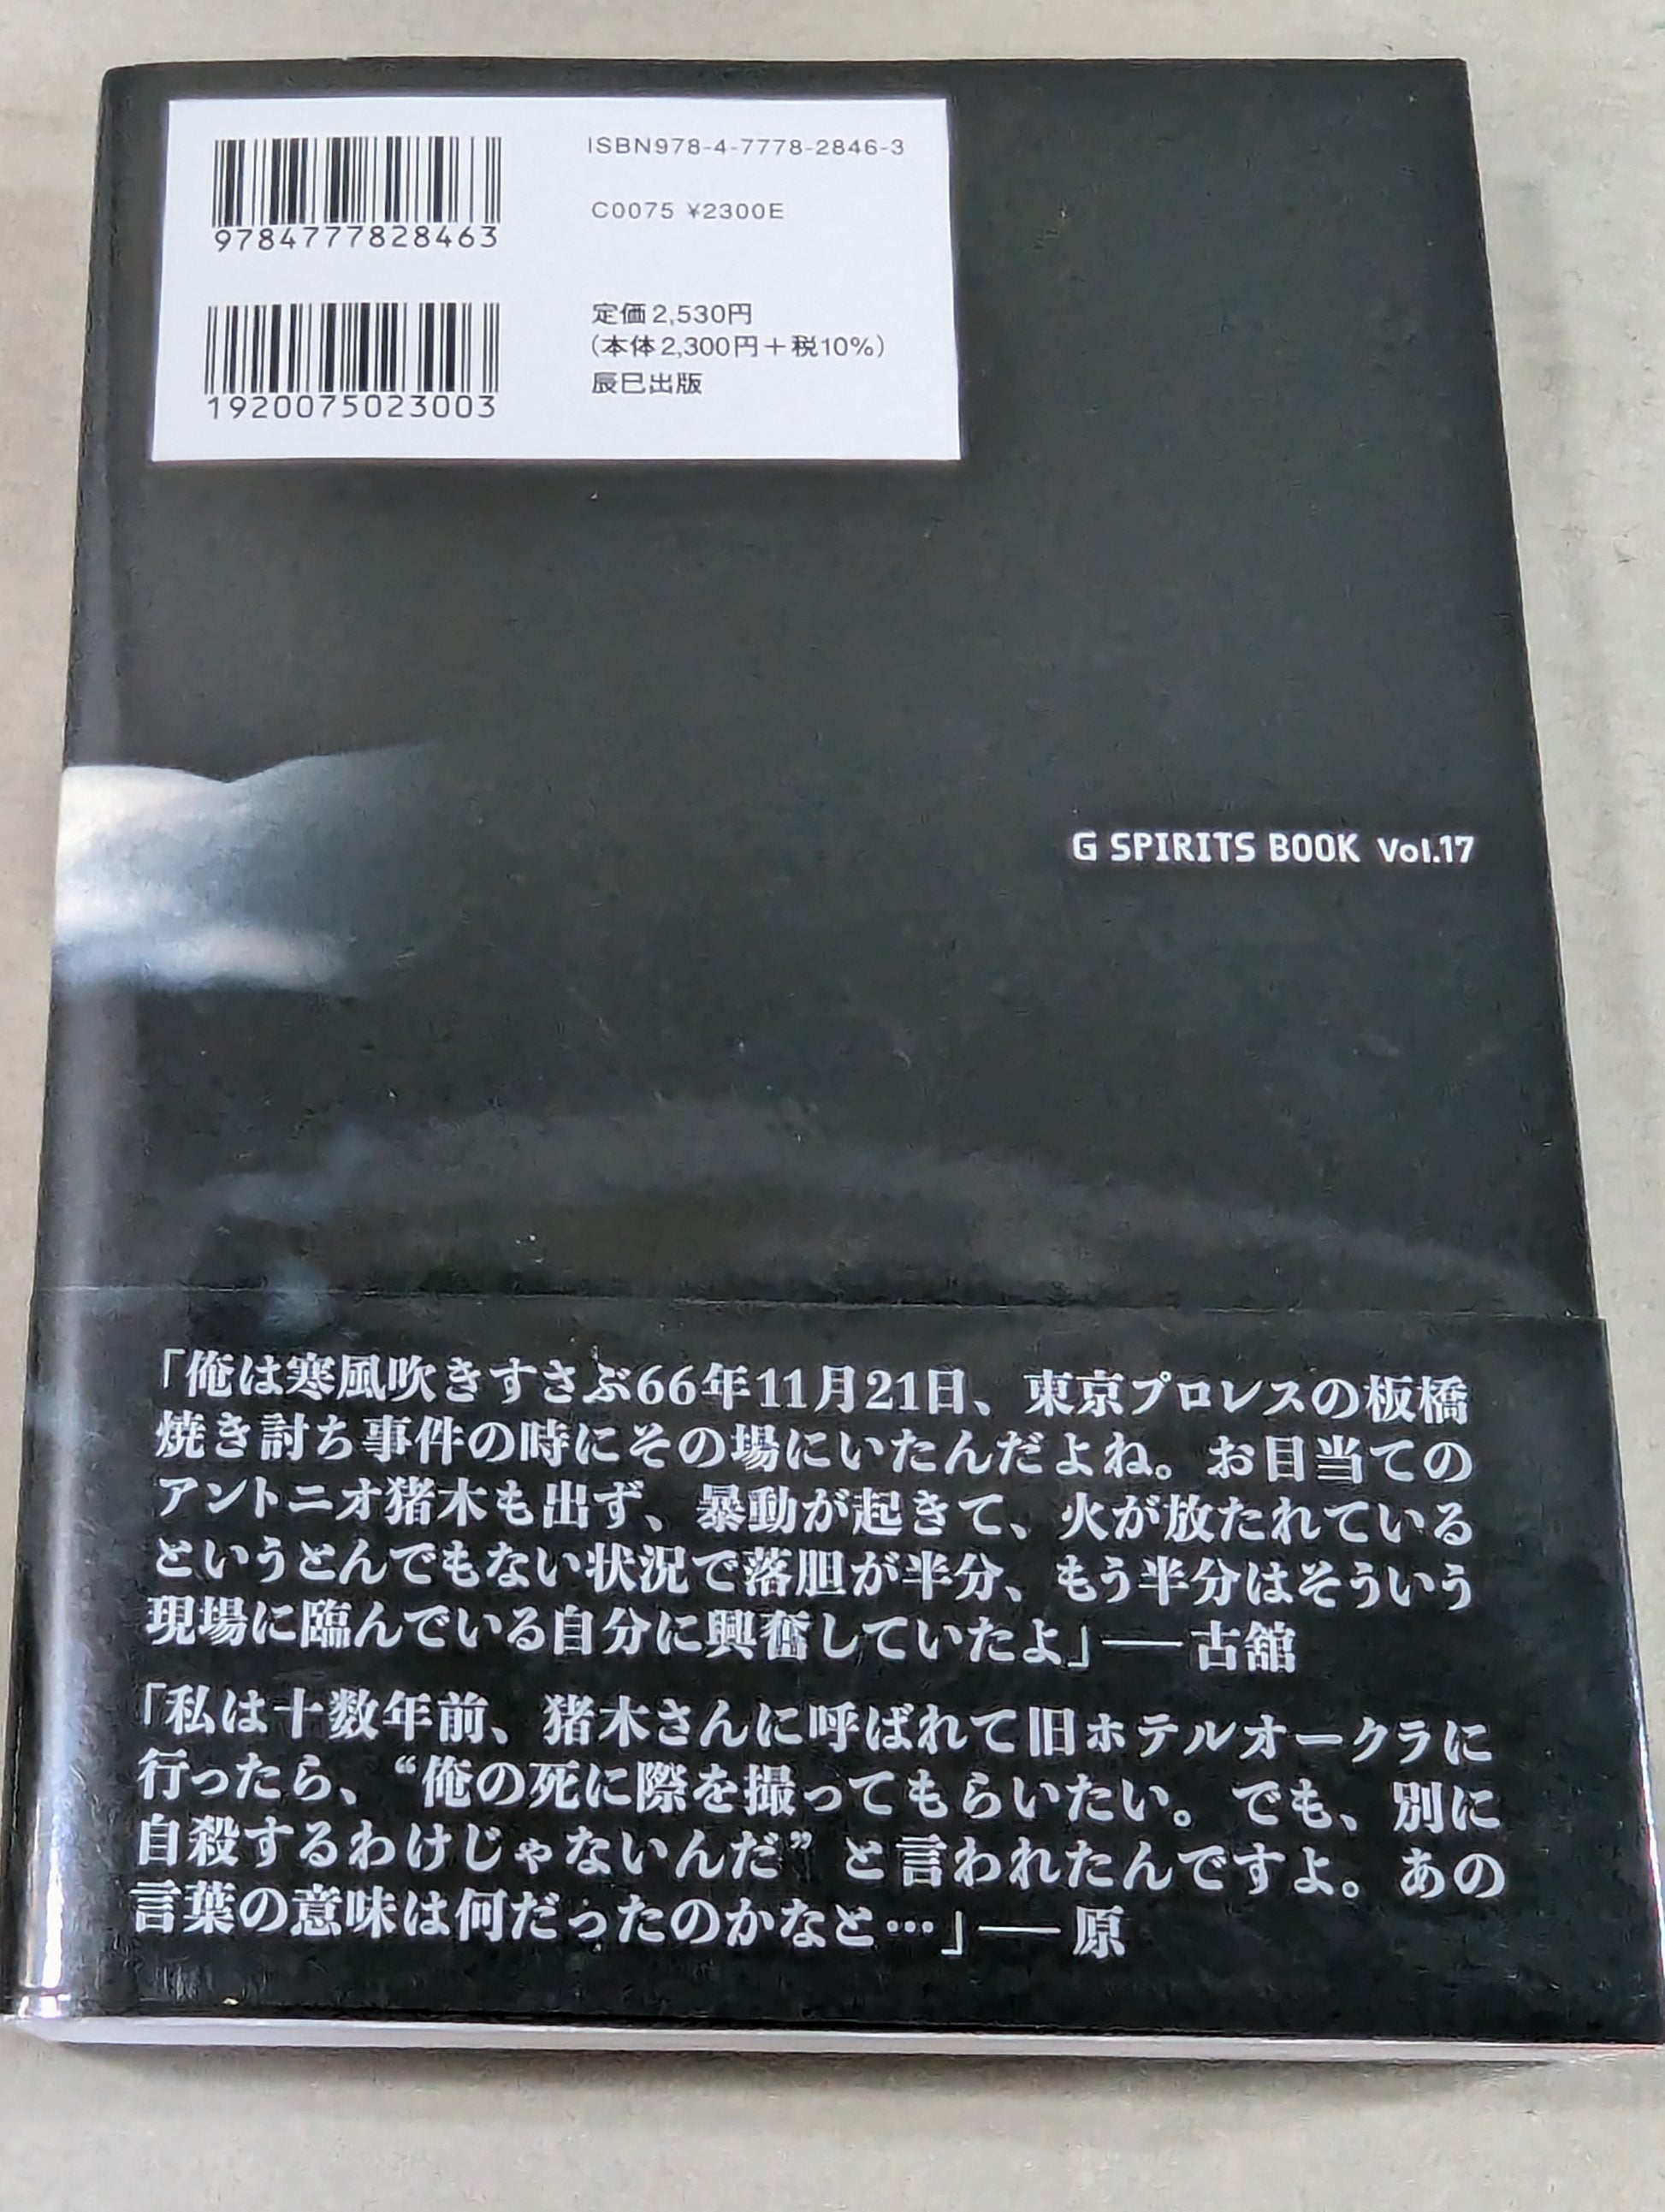 ISBN978-4-7778-2846-3
C0075 ¥2300E
9784777828463
定価2,530円
(本体2,300円＋税10%)
辰巳出版
1920075023003
G SPIRITS BOOK Vol.17
「俺は寒風吹きすさぶ66年11月21日、東京プロレスの板橋
焼き討ち事件の時にその場にいたんだよね。お目当ての
アントニオ猪木も出ず、暴動が起きて、火が放たれている
というとんでもない状況で落胆が半分、もう半分はそういう
現場に臨んでいる自分に興奮していたよ」――古舘
「私は十数年前、猪木さんに呼ばれて旧ホテルオークラに
行ったら、“俺の死に際を撮ってもらいたい。でも、別に
自殺するわけじゃないんだ”と言われたんですよ。あの
言葉の意味は何だったのかなと…」――原